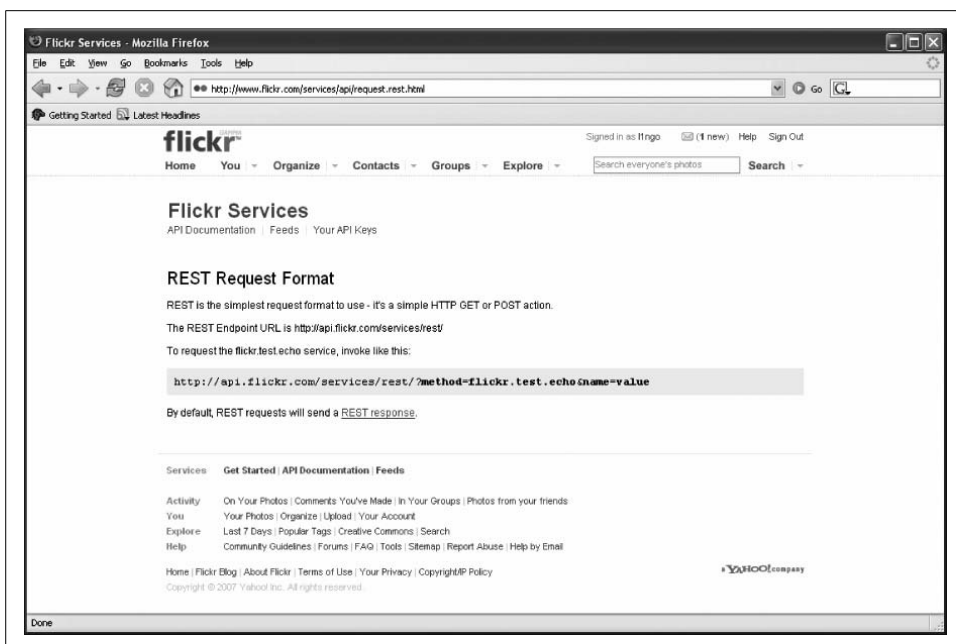 Flickr Services - Mozilla Firefox
File Edit View Go Bookmarks Tools Help
http://www.flickr.com/services/api/request.rest.html Go
Getting Started Latest Headlines
flickr
Signed in as (1 new) Help Sign Out
Home You Organize Contacts Groups Explore Search everyone's photos Search
Flickr Services
API Documentation | Feeds | Your API Keys
REST Request Format
REST is the simplest request format to use - it's a simple HTTP GET or POST action.
The REST Endpoint URL is http://api.flickr.com/services/rest/
To request the flickr.test.echo service, invoke like this:
http://api.flickr.com/services/rest/?method=flickr.test.echo&name=value
By default, REST requests will send a REST response.
Services Get Started | API Documentation | Feeds
Activity On Your Photos | Comments You've Made | In Your Groups | Photos from your friends
You Your Photos | Organize | Upload | Your Account
Explore Last 7 Days | Popular Tags | Creative Commons | Search
Help Community Guidelines | Forums | FAQ | Tools | Sitemap | Report Abuse | Help by Email
Home | Flickr Blog | About Flickr | Terms of Use | Your Privacy | Copyright/IP Policy
a YAHOO! company
Copyright © 2007 Yahoo! Inc. All rights reserved.
Done